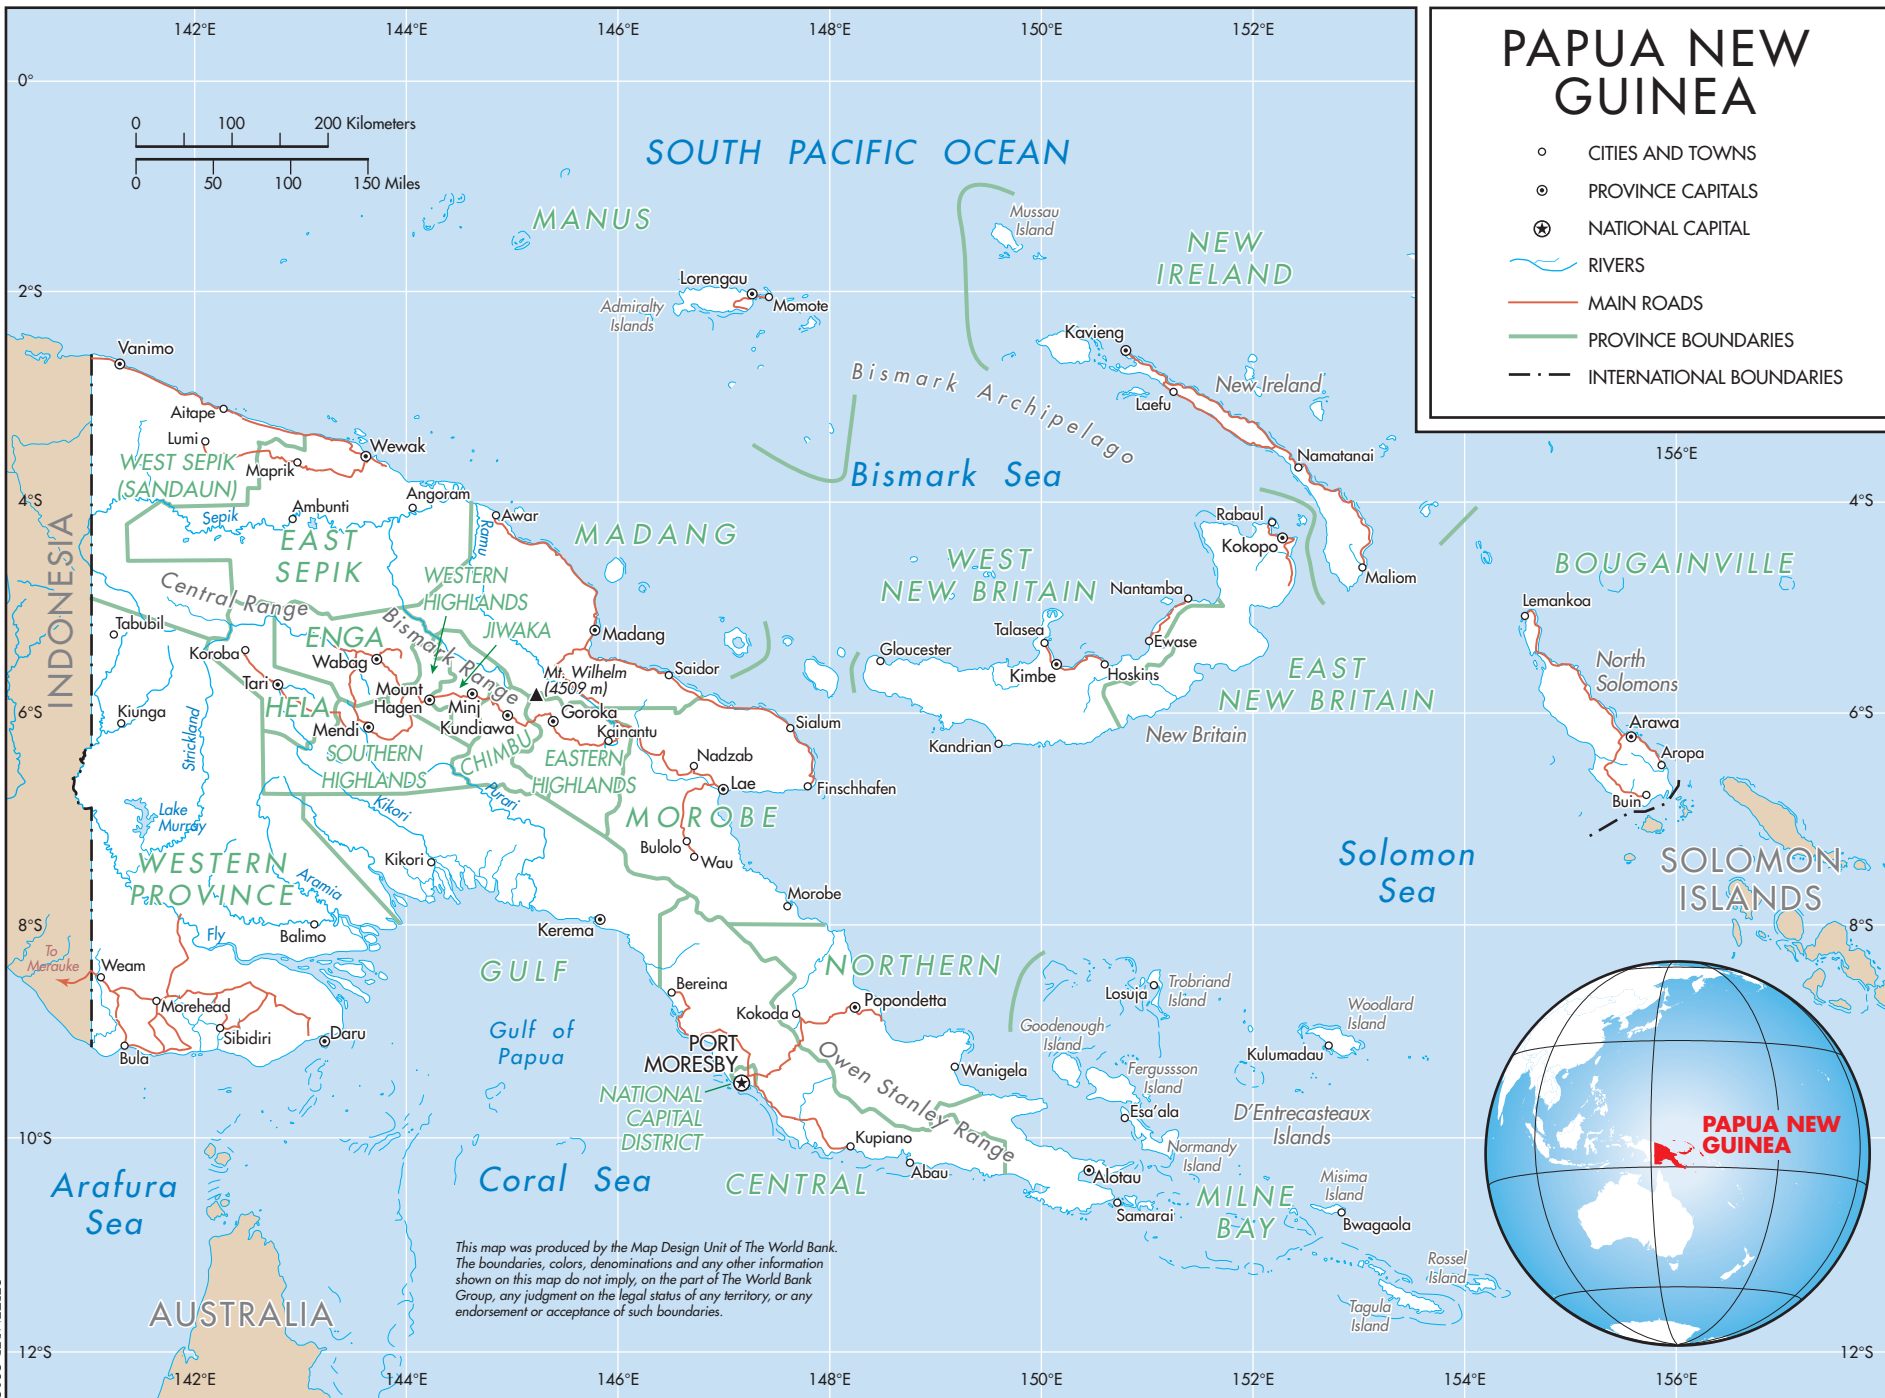 142°E
144°E
146°E
148°E
150°E
152°E
PAPUA NEW
GUINEA
CITIES AND TOWNS
PROVINCE CAPITALS
NATIONAL CAPITAL
RIVERS
MAIN ROADS
PROVINCE BOUNDARIES
INTERNATIONAL BOUNDARIES
0°
0 100 200 Kilometers
0 50 100 150 Miles
SOUTH PACIFIC OCEAN
MANUS
Mussau
Island
NEW
IRELAND
2°S
Lorengau
Momote
Admiralty
Islands
Kavieng
Vanimo
Bismark Archipelago
New Ireland
Laefu
Aitape
Lumi
Wewak
WEST SEPIK
(SANDAUN)
Maprik
Namatanai
156°E
Bismark Sea
4°S
4°S
Angoram
Ambunti
Sepik
Awar
Ramu
Rabaul
Kokopo
EAST
SEPIK
MADANG
WEST
NEW BRITAIN
BOUGAINVILLE
INDONESIA
Central Range
WESTERN
HIGHLANDS
Maliom
Nantamba
Lemankoa
Tabubil
Bismark Range
JIWAKA
Madang
Talasea
Ewase
ENGA
Koroba
Wabag
Gloucester
Mt. Wilhelm
(4509 m)
Saidor
Kimbe
Hoskins
EAST
NEW BRITAIN
North
Solomons
Tari
Mount
Hagen
Minj
HELA
Goroka
6°S
6°S
Kiunga
Mendi
Kundiawa
Kainantu
Sialum
Kandrian
New Britain
Arawa
Aropa
Strickland
SOUTHERN
HIGHLANDS
CHIMBU
EASTERN
HIGHLANDS
Nadzab
Lae
Finschhafen
Buin
Lake
Murray
Kikori
Purari
MOROBE
Bulolo
Wau
Kikori
Solomon
Sea
SOLOMON
ISLANDS
WESTERN
PROVINCE
Aramia
Morobe
8°S
8°S
Fly
Balimo
Kerema
To
Merauke
Weam
GULF
NORTHERN
Bereina
Losuja
Trobriand
Island
Morehead
Popondetta
Kokoda
Woodlard
Island
Goodenough
Island
Sibidiri
Daru
Gulf of
Papua
PORT
MORESBY
Kulumadau
Bula
Owen Stanley Range
Wanigela
Fergusson
Island
NATIONAL
CAPITAL
DISTRICT
Esa’ala
D’Entrecasteaux
Islands
PAPUA NEW
GUINEA
10°S
Kupiano
Normandy
Island
Abau
Alotau
Arafura
Sea
Coral Sea
CENTRAL
Misima
Island
MILNE
BAY
Samarai
Bwagaola
This map was produced by the Map Design Unit of The World Bank.
The boundaries, colors, denominations and any other information
shown on this map do not imply, on the part of The World Bank
Group, any judgment on the legal status of any territory, or any
endorsement or acceptance of such boundaries.
Rossel
Island
Tagula
Island
AUSTRALIA
12°S
12°S
142°E
144°E
146°E
148°E
150°E
152°E
154°E
156°E